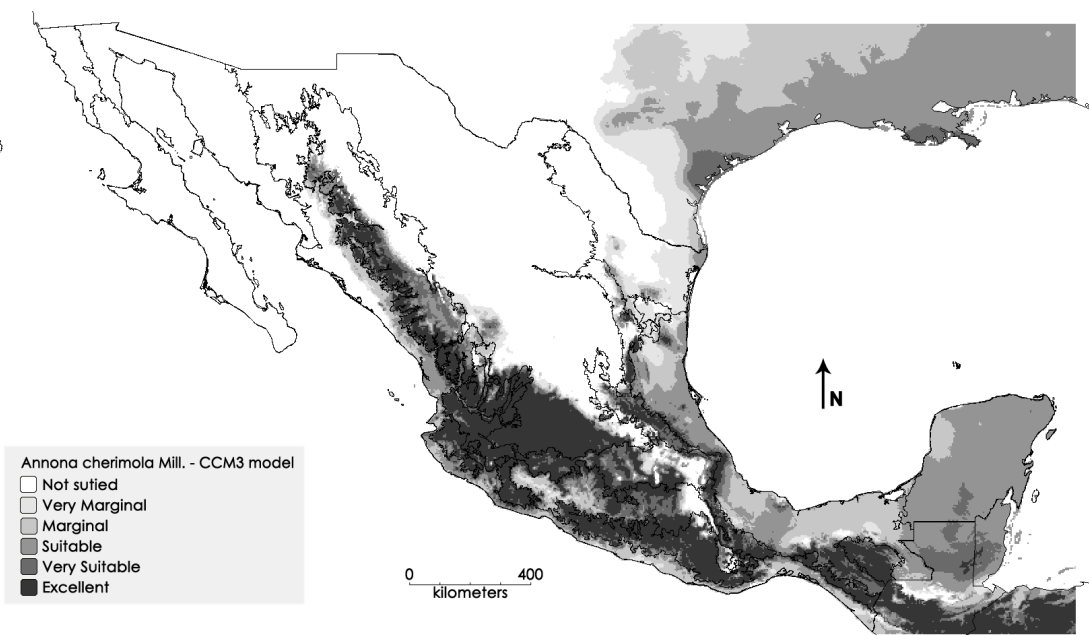 N
Annona cherimola Mill. - CCM3 model
Not sutied
Very Marginal
Marginal
Suitable
Very Suitable
Excellent
0 400
kilometers